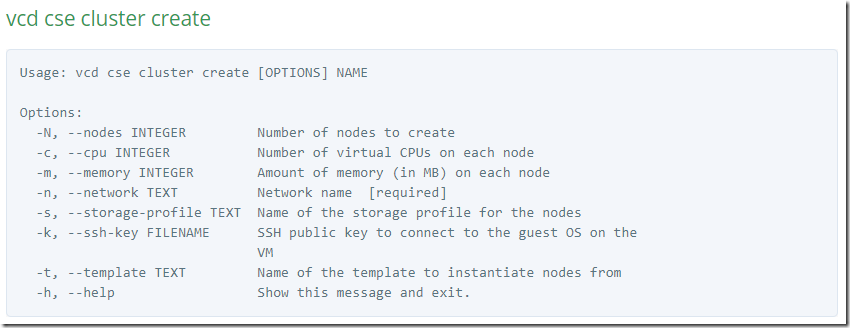 vcd cse cluster create
Usage: vcd cse cluster create [OPTIONS] NAME
Options:
-N, --nodes INTEGER Number of nodes to create
-c, --cpu INTEGER Number of virtual CPUs on each node
-m, --memory INTEGER Amount of memory (in MB) on each node
-n, --network TEXT Network name [required]
-s, --storage-profile TEXT Name of the storage profile for the nodes
-k, --ssh-key FILENAME SSH public key to connect to the guest OS on the
VM
-t, --template TEXT Name of the template to instantiate nodes from
-h, --help Show this message and exit.